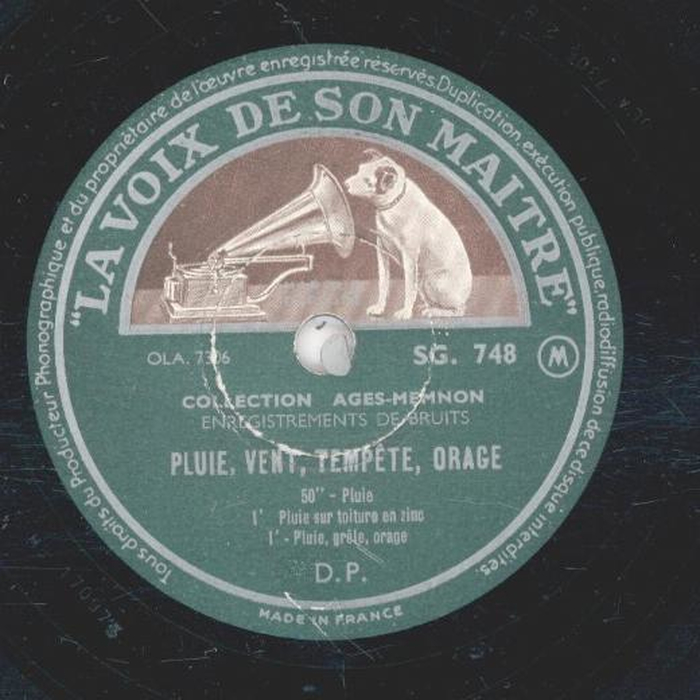 Tous droits du Producteur Phonographique et du propriétaire de l'œuvre enregistrée réservés. Duplication, exécution publique, radiodiffusion de ce disque interdites.
"LA VOIX DE SON MAITRE"
OLA. 7306 SG. 748 M
COLLECTION AGES-MEMNON
ENREGISTREMENTS DE BRUITS
PLUIE, VENT, TEMPÊTE, ORAGE
50" - Pluie
1' Pluie sur toiture en zinc
1' - Pluie, grêle, orage
D.P.
MADE IN FRANCE